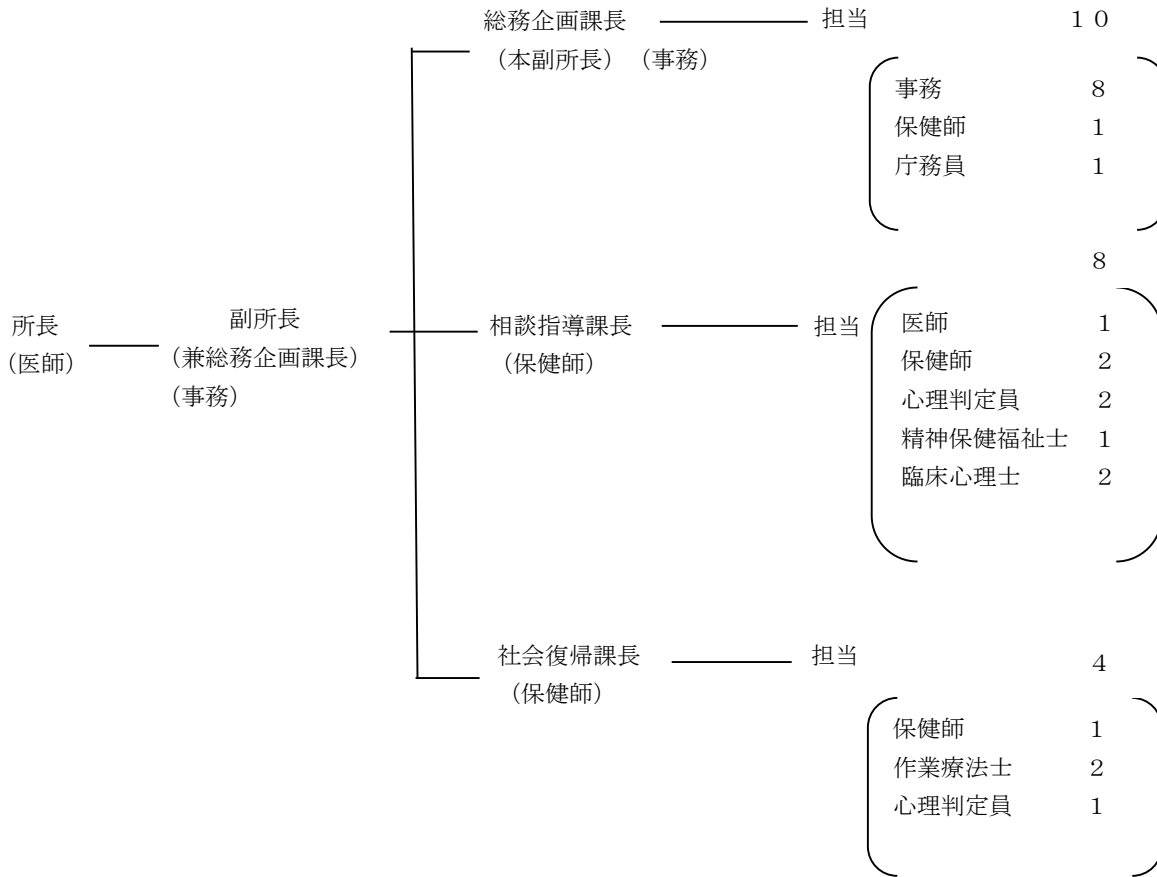 総務企画課長 担当 １０
（本副所長）（事務）
事務 ８
保健師 １
庁務員 １
８
所長
（医師）
副所長
（兼総務企画課長）
（事務）
相談指導課長 担当
（保健師）
医師 １
保健師 ２
心理判定員 ２
精神保健福祉士 １
臨床心理士 ２
社会復帰課長 担当 ４
（保健師）
保健師 １
作業療法士 ２
心理判定員 １